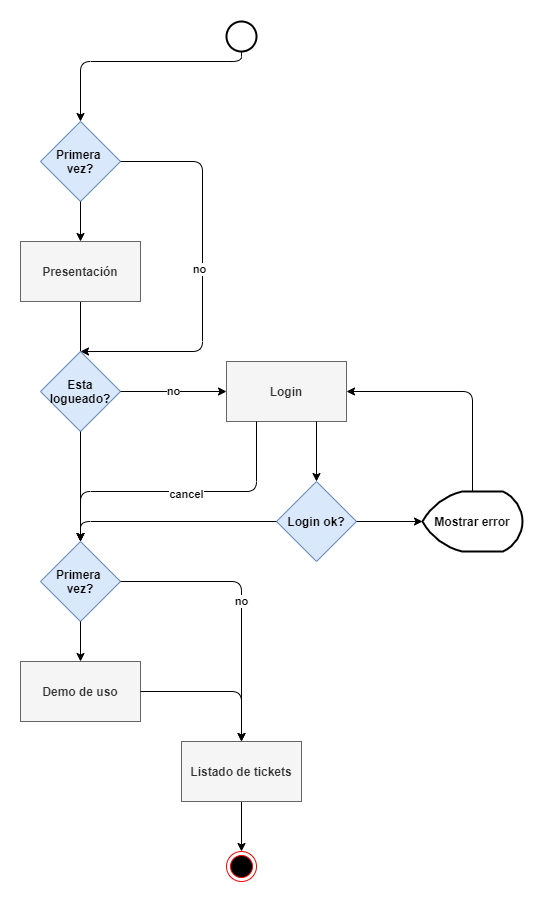 Primera
vez?
no
Presentación
Esta
logueado?
no
Login
cancel
Login ok?
Mostrar error
Primera
vez?
no
Demo de uso
Listado de tickets